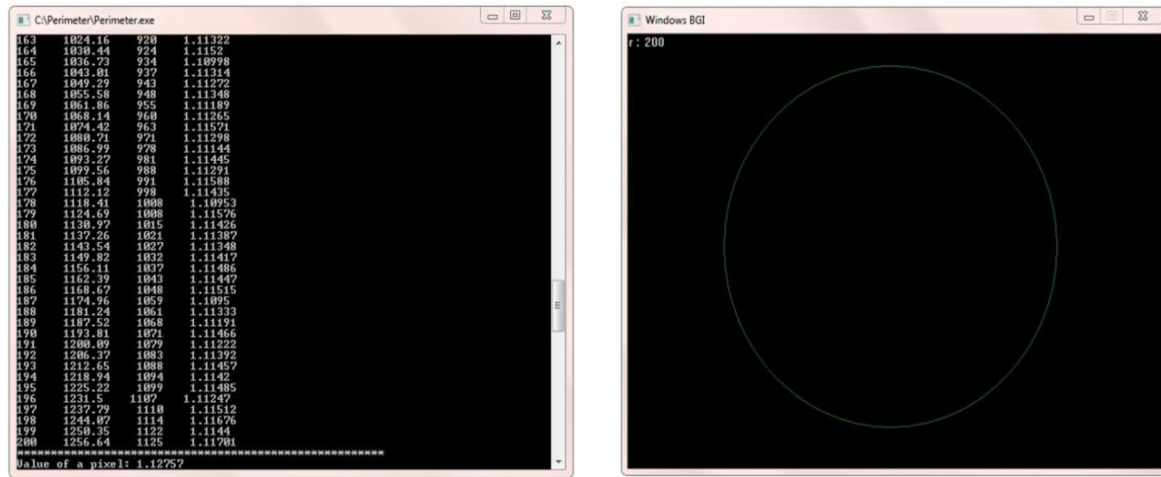 C:\Perimeter\Perimeter.exe
163 1024.16 920 1.11322
164 1030.44 924 1.1152
165 1036.73 934 1.10998
166 1043.01 937 1.11314
167 1049.29 943 1.11272
168 1055.58 948 1.11348
169 1061.86 955 1.11189
170 1068.14 960 1.11265
171 1074.42 963 1.11571
172 1080.71 971 1.11298
173 1086.99 978 1.11144
174 1093.27 981 1.11445
175 1099.56 988 1.11291
176 1105.84 991 1.11588
177 1112.12 998 1.11435
178 1118.41 1008 1.10953
179 1124.69 1008 1.11576
180 1130.97 1015 1.11426
181 1137.26 1021 1.11387
182 1143.54 1027 1.11348
183 1149.82 1032 1.11417
184 1156.11 1037 1.11486
185 1162.39 1043 1.11447
186 1168.67 1048 1.11515
187 1174.96 1059 1.1095
188 1181.24 1061 1.11333
189 1187.52 1068 1.11191
190 1193.81 1071 1.11466
191 1200.09 1079 1.11222
192 1206.37 1083 1.11392
193 1212.65 1088 1.11457
194 1218.94 1094 1.1142
195 1225.22 1099 1.11485
196 1231.5 1107 1.11247
197 1237.79 1110 1.11512
198 1244.07 1114 1.11676
199 1250.35 1122 1.1144
200 1256.64 1125 1.11701
*******************************************************
Value of a pixel: 1.12757
Windows BGI
r: 200